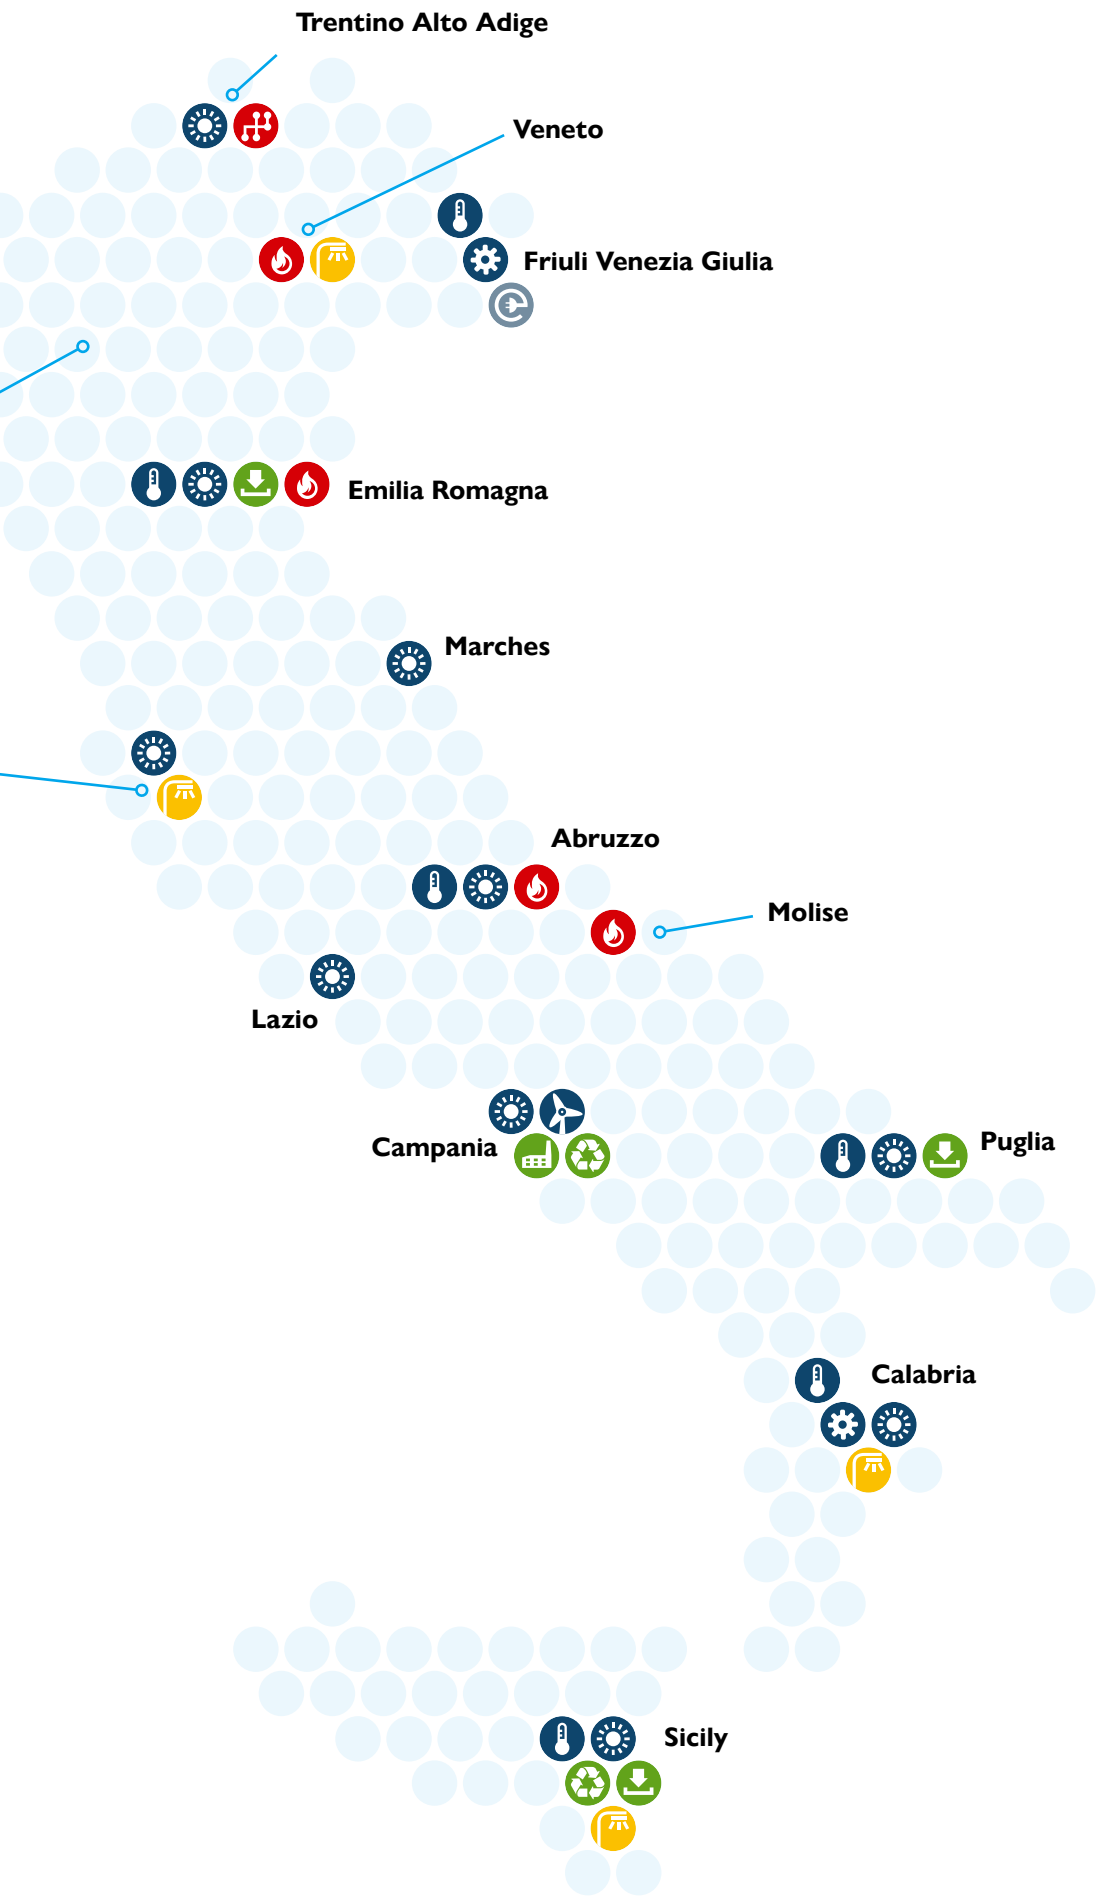 Trentino Alto Adige
Veneto
Friuli Venezia Giulia
Emilia Romagna
Marches
Abruzzo
Molise
Lazio
Campania
Puglia
Calabria
Sicily